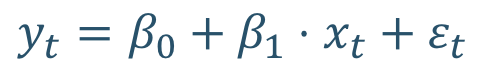 yₜ = β₀ + β₁ · xₜ + εₜ